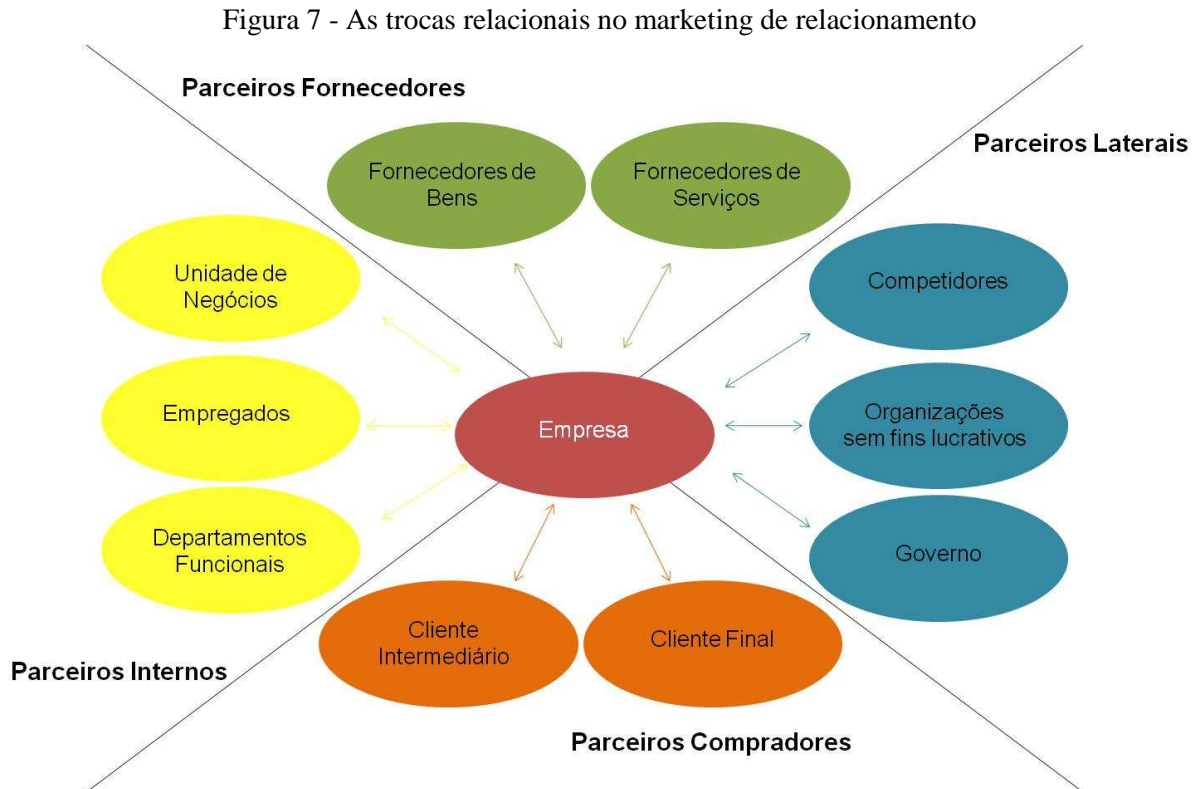 Figura 7 - As trocas relacionais no marketing de relacionamento
Parceiros Fornecedores
Parceiros Laterais
Fornecedores de
Bens
Fornecedores de
Serviços
Unidade de
Negócios
Competidores
Empregados
Empresa
Organizações
sem fins lucrativos
Departamentos
Funcionais
Governo
Cliente
Intermediário
Cliente Final
Parceiros Internos
Parceiros Compradores